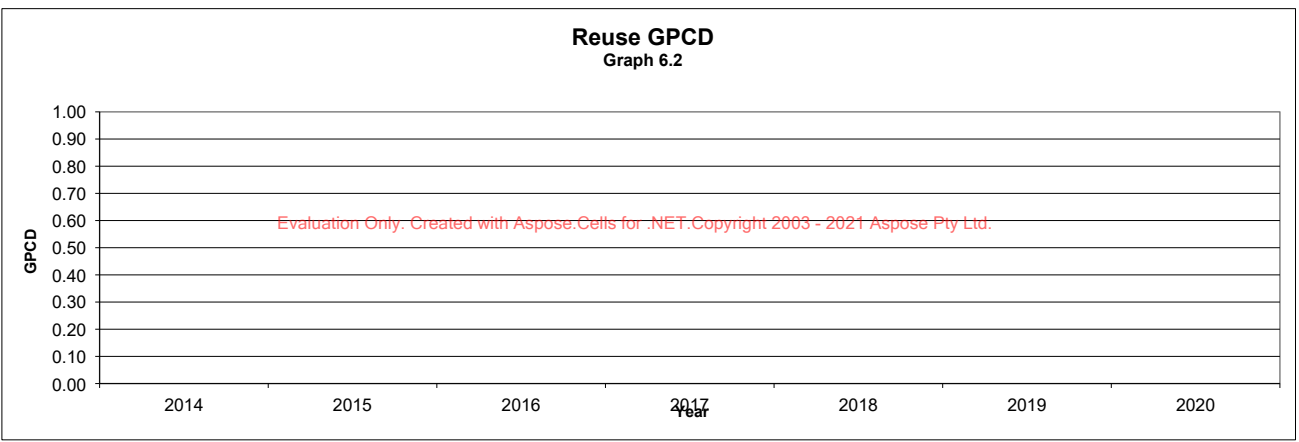 Reuse GPCD
Graph 6.2
1.00
0.90
0.80
0.70
0.60
0.50
0.40
0.30
0.20
0.10
0.00
GPCD
Evaluation Only. Created with Aspose.Cells for .NET.Copyright 2003 - 2021 Aspose Pty Ltd.
2014 2015 2016 2017 2018 2019 2020
Year